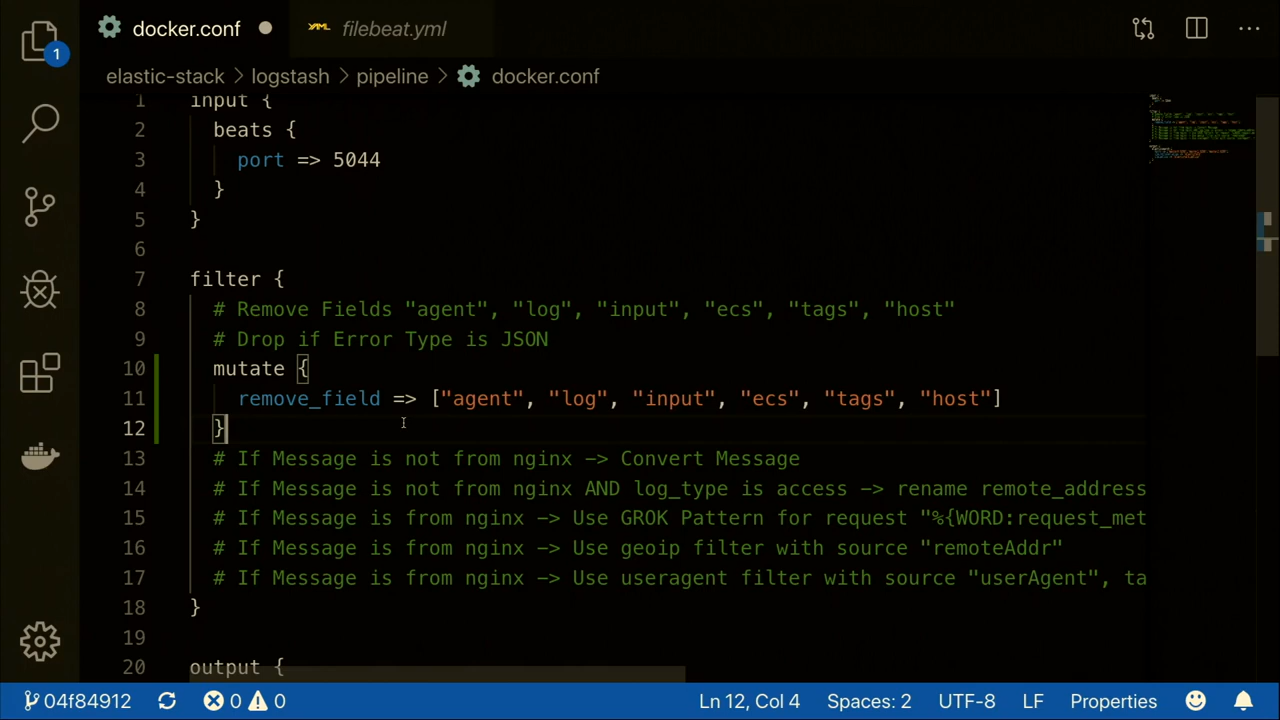 docker.conf
YAML filebeat.yml
1
elastic-stack > logstash > pipeline > docker.conf
1 input {
2 beats {
3 port => 5044
4 }
5 }
6
7 filter {
8 # Remove Fields "agent", "log", "input", "ecs", "tags", "host"
9 # Drop if Error Type is JSON
10 mutate {
11 remove_field => ["agent", "log", "input", "ecs", "tags", "host"]
12 }
13 # If Message is not from nginx -> Convert Message
14 # If Message is not from nginx AND log_type is access -> rename remote_address
15 # If Message is from nginx -> Use GROK Pattern for request "%{WORD:request_met
16 # If Message is from nginx -> Use geoip filter with source "remoteAddr"
17 # If Message is from nginx -> Use useragent filter with source "userAgent", ta
18 }
19
20 output {
04f84912 0 0 Ln 12, Col 4 Spaces: 2 UTF-8 LF Properties